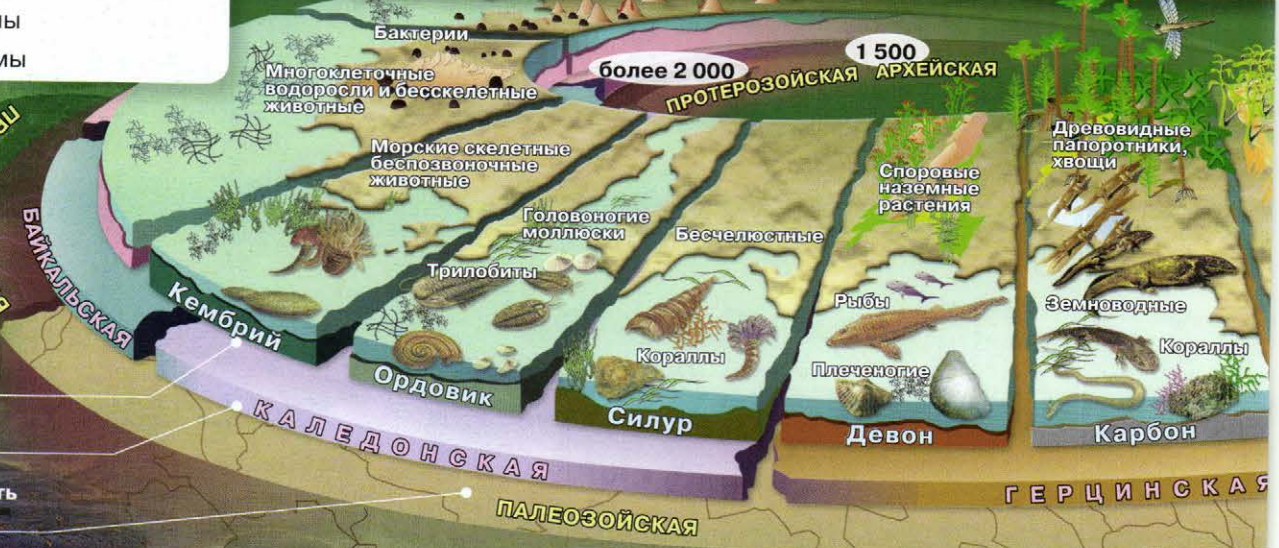 Бактерии
Многоклеточные
водоросли и бесскелетные
животные
Морские скелетные
беспозвоночные
животные
более 2 000
1 500
ПРОТЕРОЗОЙСКАЯ
АРХЕЙСКАЯ
Древовидные
папоротники,
хвощи
Споровые
наземные
растения
Головоногие
моллюски
Бесчелюстные
Трилобиты
Рыбы
Земноводные
Кораллы
Плеченогие
Кораллы
БАЙКАЛЬСКАЯ
Кембрий
Ордовик
Силур
Девон
Карбон
КАЛЕДОНСКАЯ
ГЕРЦИНСКАЯ
ПАЛЕОЗОЙСКАЯ